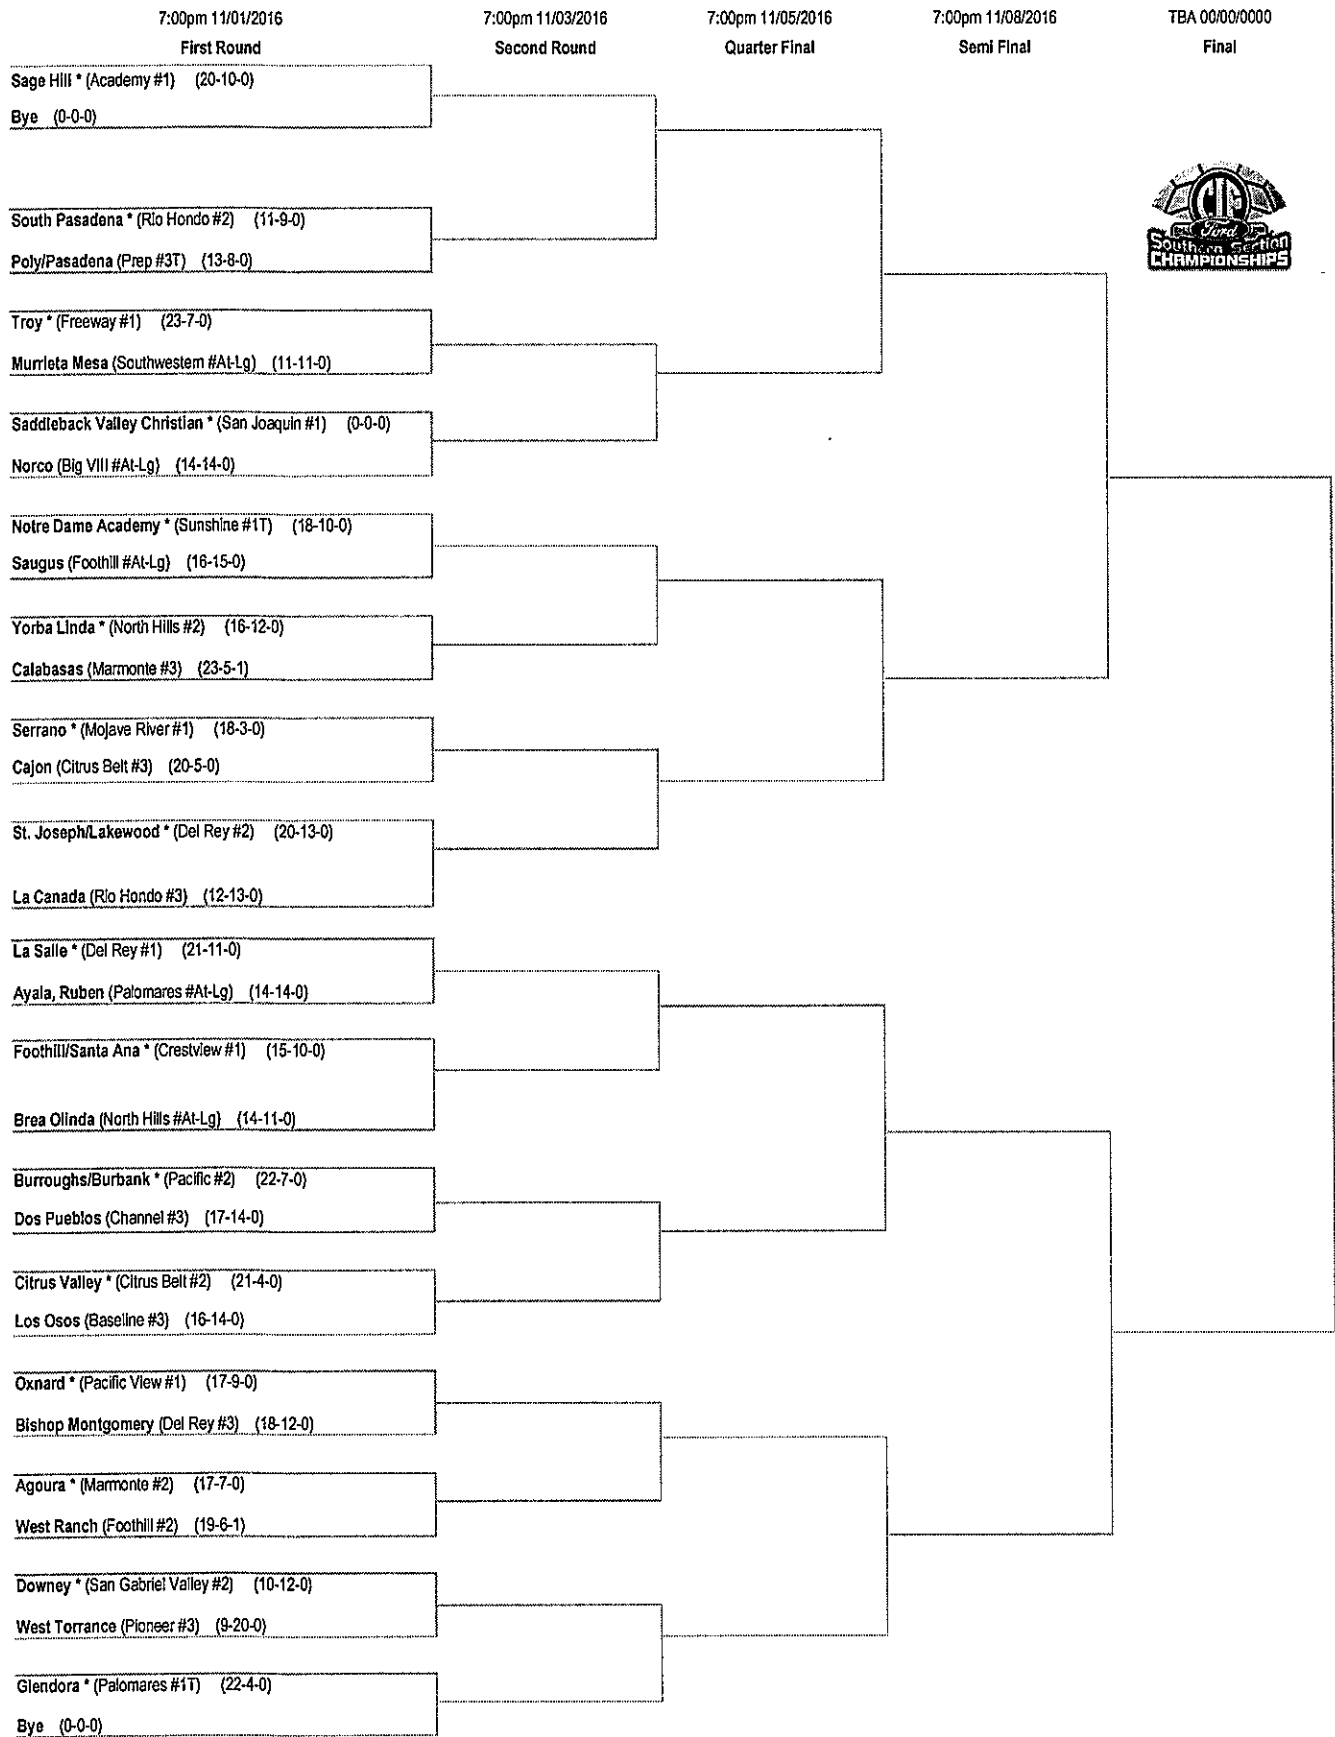 7:00pm 11/01/2016 7:00pm 11/03/2016 7:00pm 11/05/2016 7:00pm 11/08/2016 TBA 00/00/0000
First Round Second Round Quarter Final Semi Final Final
Sage Hill * (Academy #1) (20-10-0)
Bye (0-0-0)
CIF
Ford
Southern Section
CHAMPIONSHIPS
South Pasadena * (Rio Hondo #2) (11-9-0)
Poly/Pasadena (Prep #3T) (13-8-0)
Troy * (Freeway #1) (23-7-0)
Murrieta Mesa (Southwestern #At-Lg) (11-11-0)
Saddleback Valley Christian * (San Joaquin #1) (0-0-0)
Norco (Big VIII #At-Lg) (14-14-0)
Notre Dame Academy * (Sunshine #1T) (18-10-0)
Saugus (Foothill #At-Lg) (16-15-0)
Yorba Linda * (North Hills #2) (16-12-0)
Calabasas (Marmonte #3) (23-5-1)
Serrano * (Mojave River #1) (18-3-0)
Cajon (Citrus Belt #3) (20-5-0)
St. Joseph/Lakewood * (Del Rey #2) (20-13-0)
La Canada (Rio Hondo #3) (12-13-0)
La Salle * (Del Rey #1) (21-11-0)
Ayala, Ruben (Palomares #At-Lg) (14-14-0)
Foothill/Santa Ana * (Crestview #1) (15-10-0)
Brea Olinda (North Hills #At-Lg) (14-11-0)
Burroughs/Burbank * (Pacific #2) (22-7-0)
Dos Pueblos (Channel #3) (17-14-0)
Citrus Valley * (Citrus Belt #2) (21-4-0)
Los Osos (Baseline #3) (16-14-0)
Oxnard * (Pacific View #1) (17-9-0)
Bishop Montgomery (Del Rey #3) (18-12-0)
Agoura * (Marmonte #2) (17-7-0)
West Ranch (Foothill #2) (19-6-1)
Downey * (San Gabriel Valley #2) (10-12-0)
West Torrance (Pioneer #3) (9-20-0)
Glendora * (Palomares #1T) (22-4-0)
Bye (0-0-0)